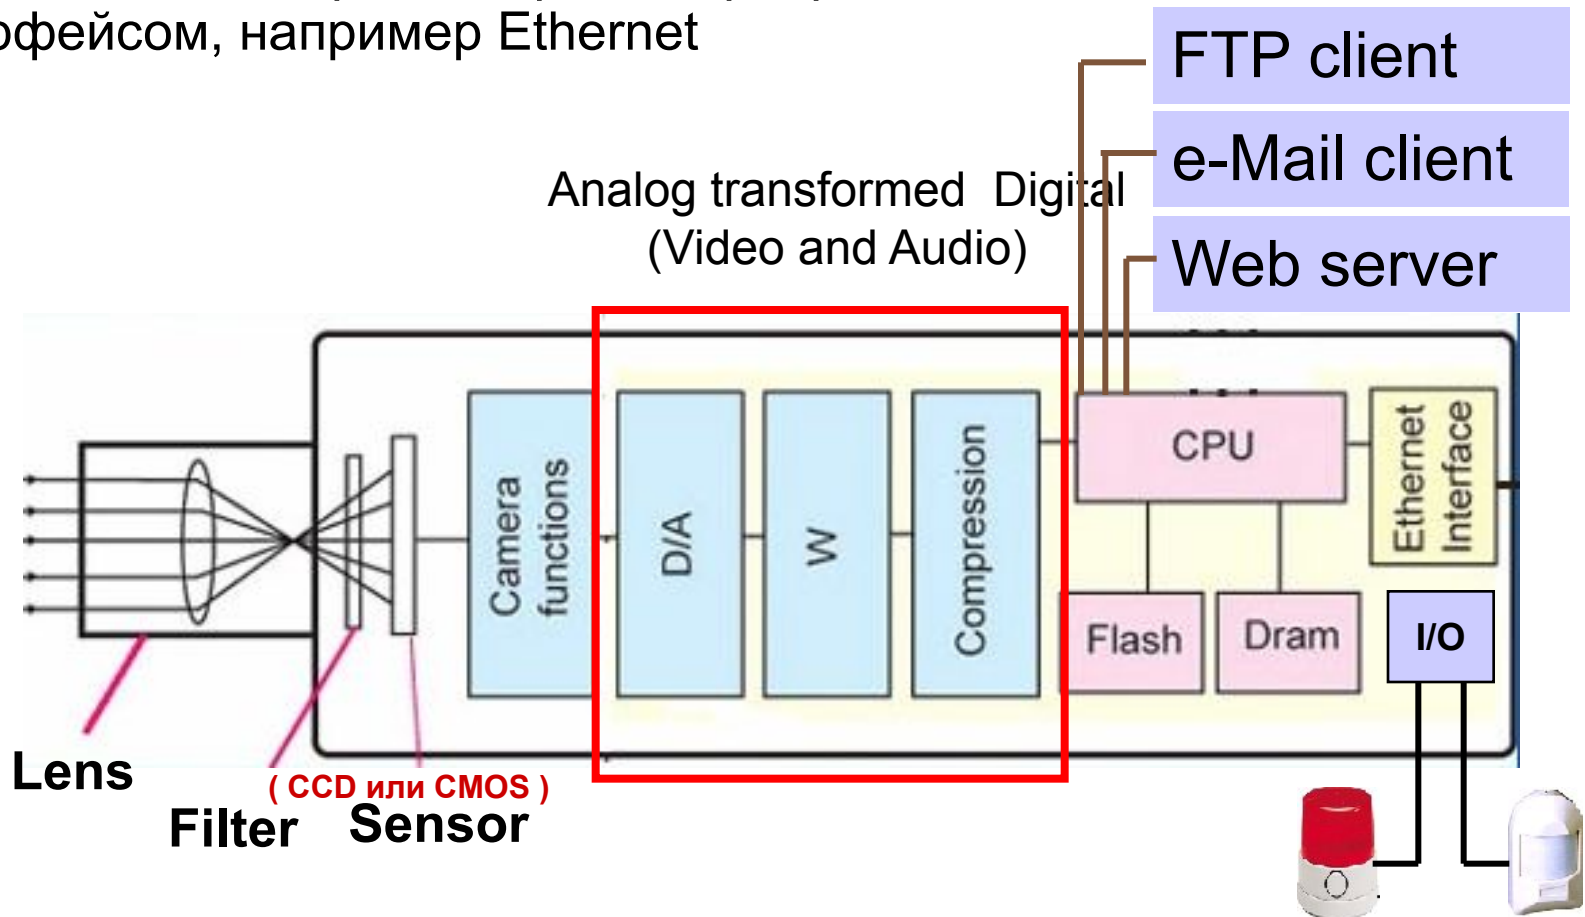 рфейсом, например Ethernet
FTP client
e-Mail client
Web server
Analog transformed Digital
(Video and Audio)
Camera
functions
D/A
W
Compression
CPU
Ethernet
Interface
Flash
Dram
I/O
Lens
Filter
( CCD или CMOS )
Sensor